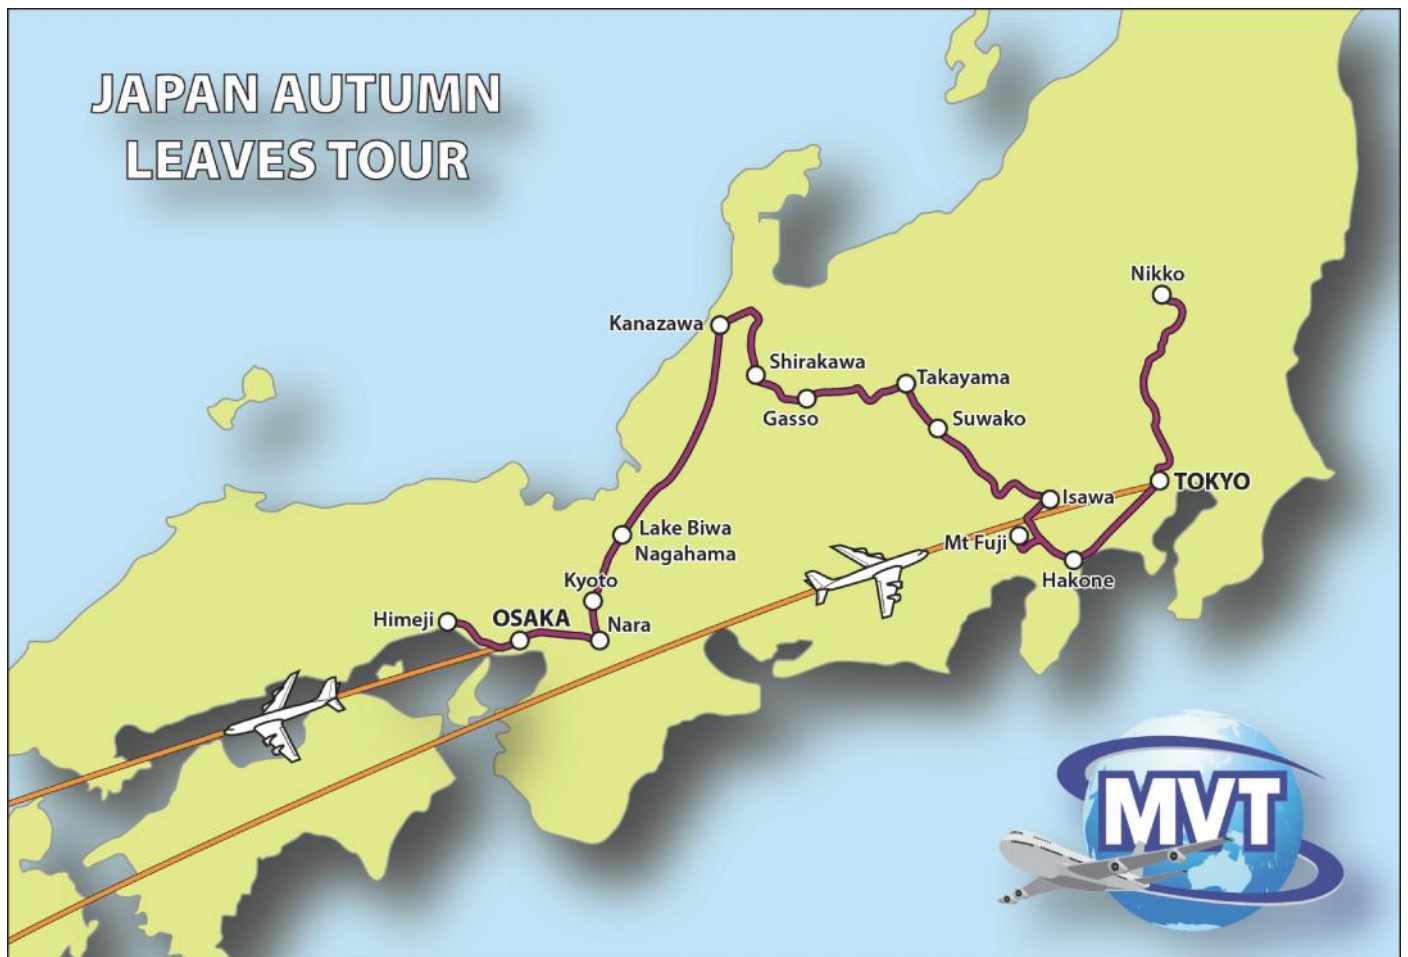 JAPAN AUTUMN
LEAVES TOUR
Nikko
Kanazawa
Shirakawa
Takayama
Gasso
Suwako
TOKYO
Isawa
Lake Biwa
Nagahama
Mt Fuji
Hakone
Kyoto
Himeji
OSAKA
Nara
MVT